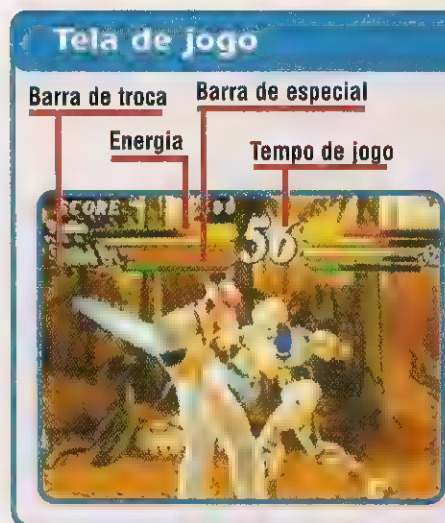 Tela de jogo
Barra de troca
Barra de especial
Energia
Tempo de jogo
SCORE
56